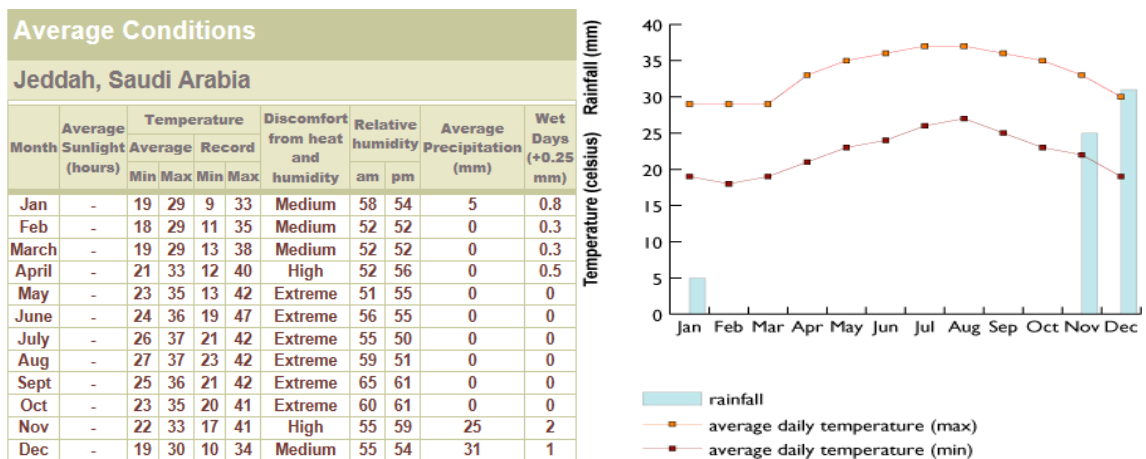 Average Conditions
Jeddah, Saudi Arabia
Month Average Sunlight (hours) Temperature Discomfort from heat and humidity Relative humidity Average Precipitation (mm) Wet Days (+0.25 mm)
Average Record
Min Max Min Max am pm
Jan - 19 29 9 33 Medium 58 54 5 0.8
Feb - 18 29 11 35 Medium 52 52 0 0.3
March - 19 29 13 38 Medium 52 52 0 0.3
April - 21 33 12 40 High 52 56 0 0.5
May - 23 35 13 42 Extreme 51 55 0 0
June - 24 36 19 47 Extreme 56 55 0 0
July - 26 37 21 42 Extreme 55 50 0 0
Aug - 27 37 23 42 Extreme 59 51 0 0
Sept - 25 36 21 42 Extreme 65 61 0 0
Oct - 23 35 20 41 Extreme 60 61 0 0
Nov - 22 33 17 41 High 55 59 25 2
Dec - 19 30 10 34 Medium 55 54 31 1
Temperature (celsius) Rainfall (mm)
40
35
30
25
20
15
10
5
0
Jan Feb Mar Apr May Jun Jul Aug Sep Oct Nov Dec
rainfall
average daily temperature (max)
average daily temperature (min)